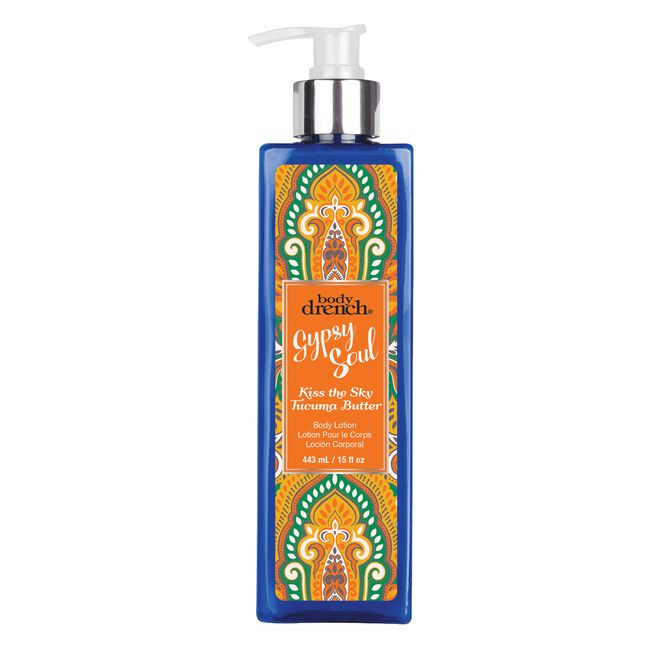 body
drench®
Gypsy
Soul
Kiss the Sky
Tucuma Butter
Body Lotion
Lotion Pour le Corps
Loción Corporal
443 mL / 15 fl oz